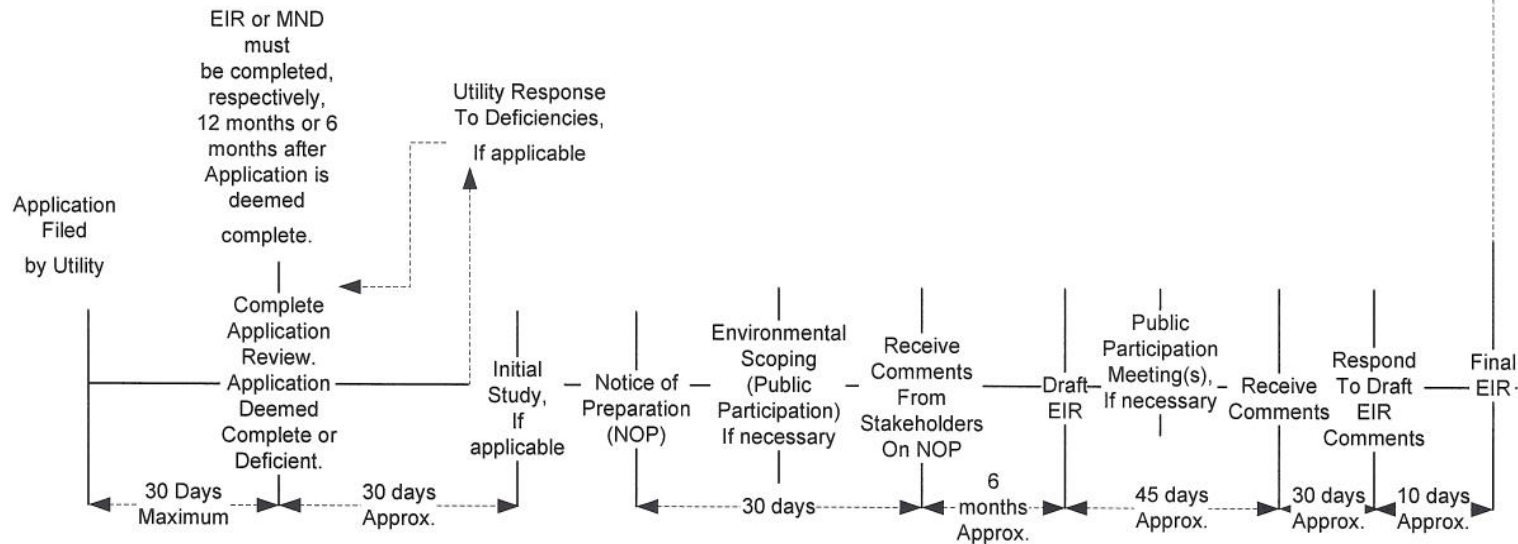 Application
Filed
by Utility
EIR or MND
must
be completed,
respectively,
12 months or 6
months after
Application is
deemed
complete.
Complete
Application
Review.
Application
Deemed
Complete or
Deficient.
Utility Response
To Deficiencies,
If applicable
Initial
Study,
If
applicable
Notice of
Preparation
(NOP)
Environmental
Scoping
(Public
Participation)
If necessary
Receive
Comments
From
Stakeholders
On NOP
Draft
EIR
Public
Participation
Meeting(s),
If necessary
Receive
Comments
Respond
To Draft
EIR
Comments
Final
EIR
30 Days
Maximum
30 days
Approx.
30 days
6
months
Approx.
45 days
Approx.
30 days
Approx.
10 days
Approx.